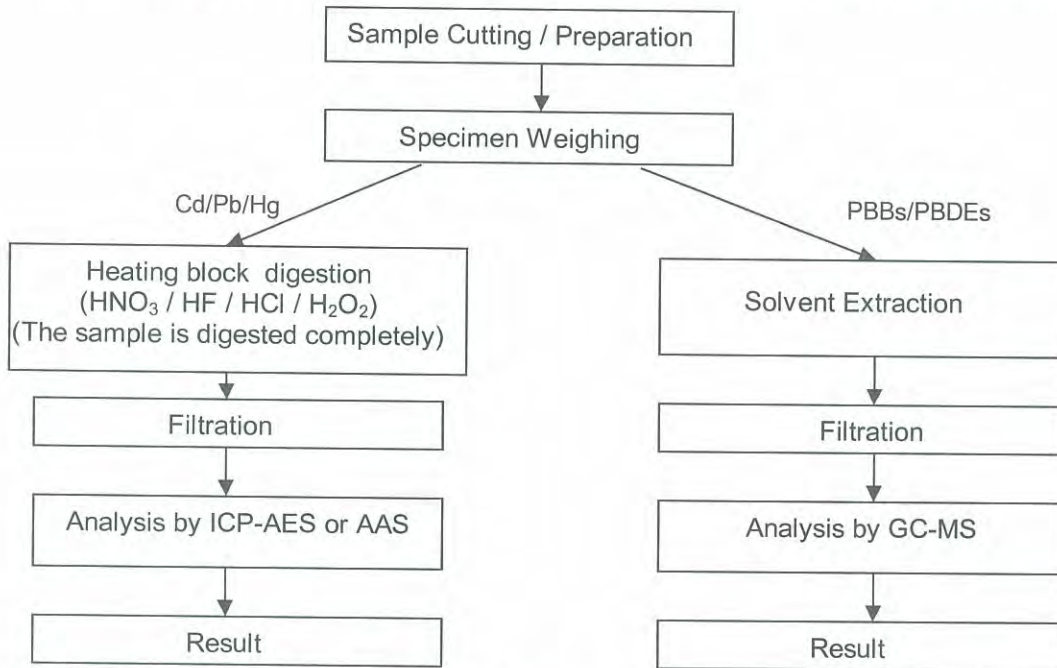 Sample Cutting / Preparation
Specimen Weighing
Cd/Pb/Hg
PBBs/PBDEs
Heating block digestion
(HNO₃ / HF / HCl / H₂O₂)
(The sample is digested completely)
Solvent Extraction
Filtration
Filtration
Analysis by ICP-AES or AAS
Analysis by GC-MS
Result
Result